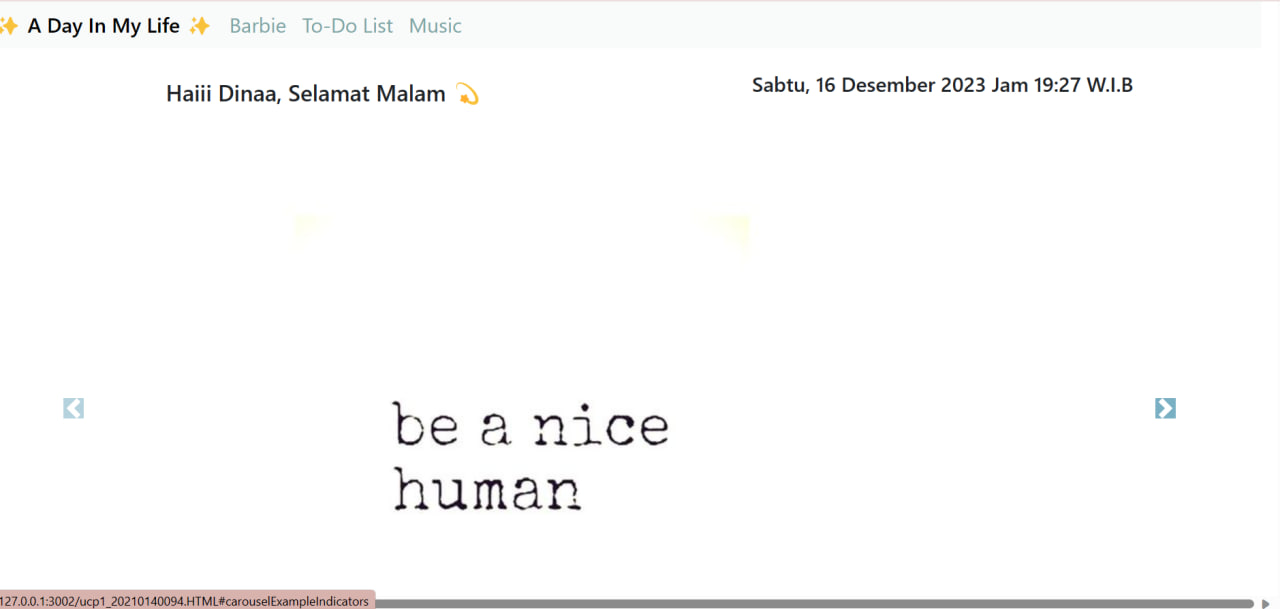 ✨ A Day In My Life ✨ Barbie To-Do List Music
Haiii Dinaa, Selamat Malam 💫
Sabtu, 16 Desember 2023 Jam 19:27 W.I.B
be a nice
human
127.0.0.1:3002/ucp1_20210140094.HTML#carouselExampleIndicators